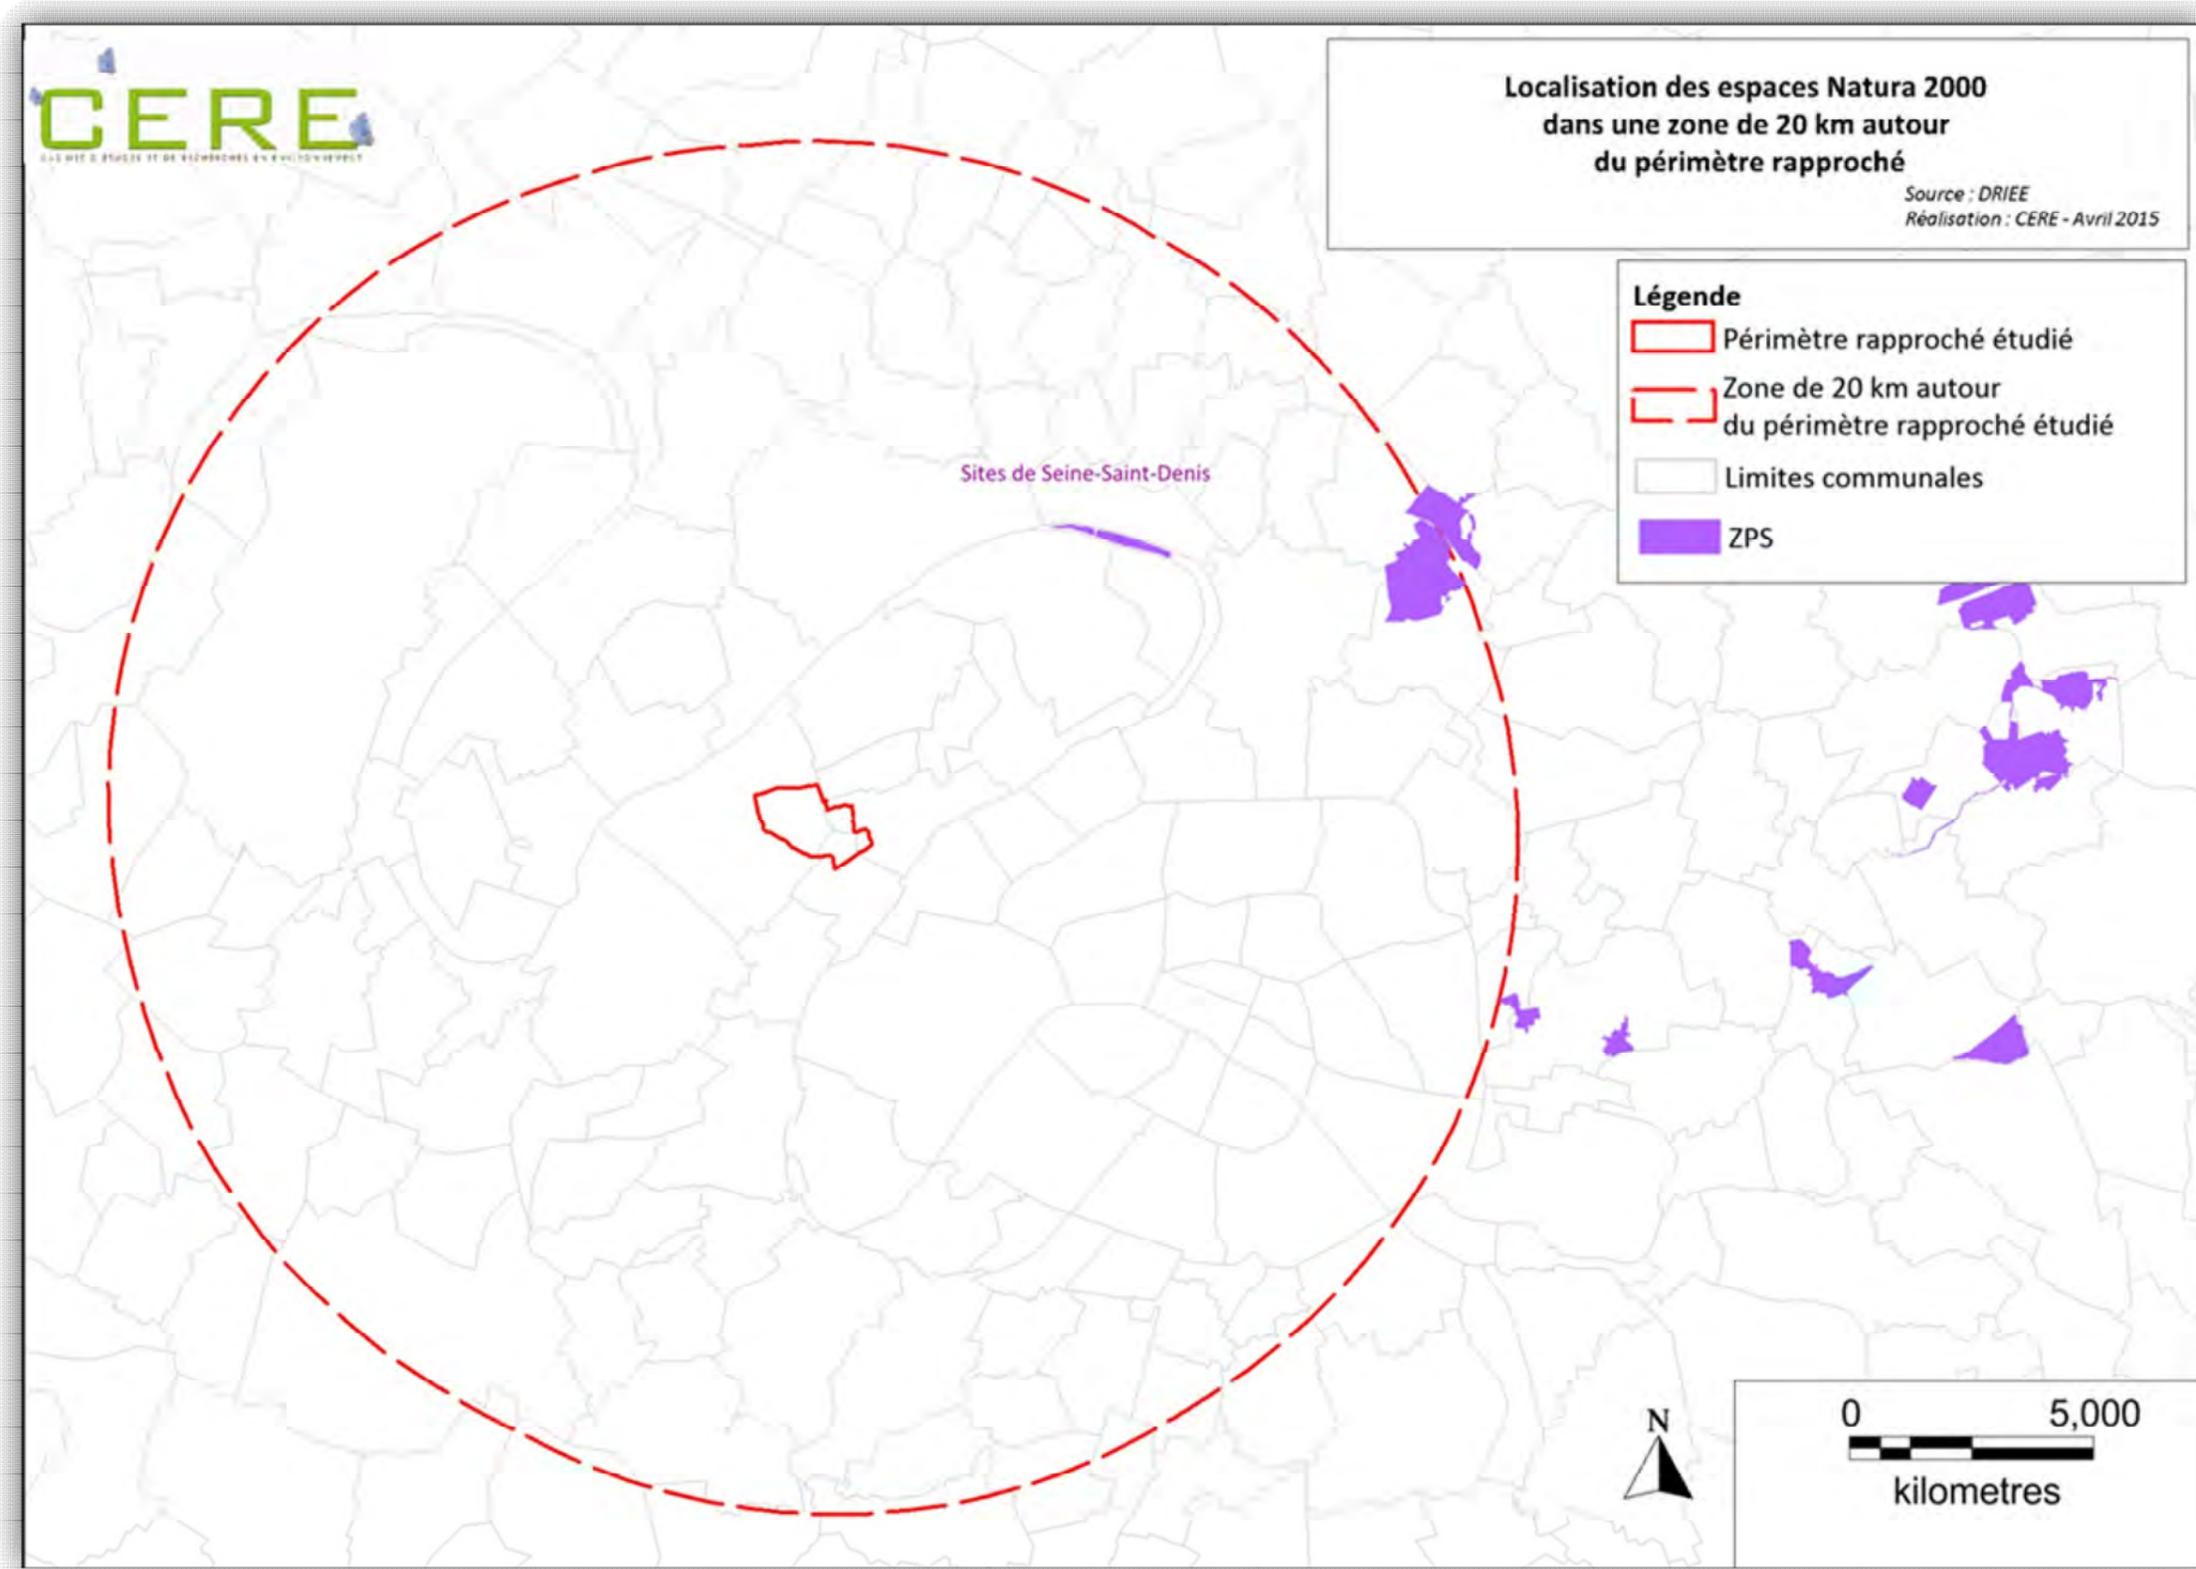 CERE
Localisation des espaces Natura 2000
dans une zone de 20 km autour
du périmètre rapproché
Source : DRIEE
Réalisation : CERE - Avril 2015
Légende
Périmètre rapproché étudié
Zone de 20 km autour
du périmètre rapproché étudié
Limites communales
ZPS
Sites de Seine-Saint-Denis
N
0 5,000
kilometres